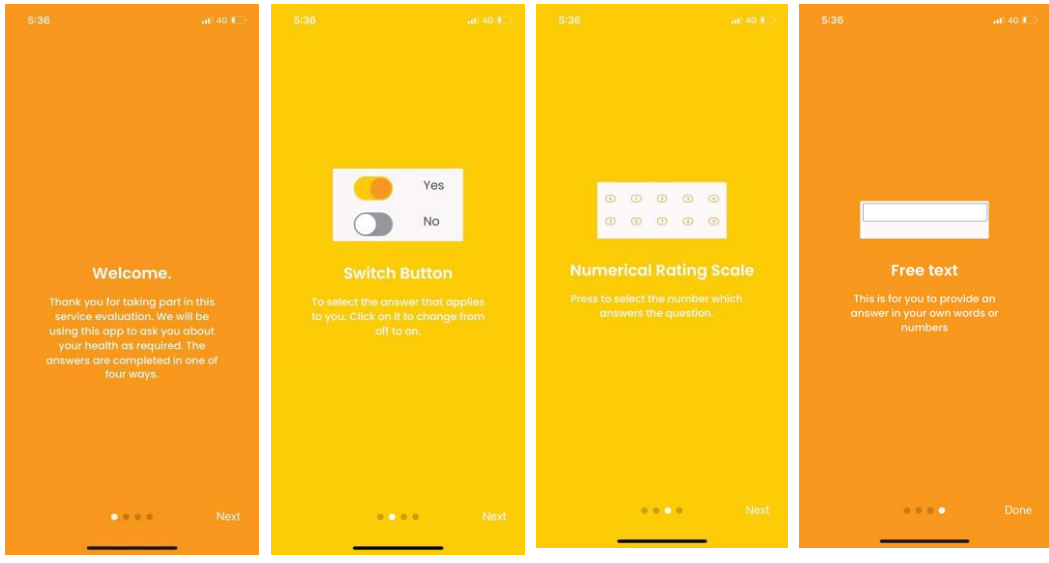 5:36
4G
Welcome.
Thank you for taking part in this
service evaluation. We will be
using this app to ask you about
your health as required. The
answers are completed in one of
four ways.
Next
5:36
4G
Yes
No
Switch Button
To select the answer that applies
to you. Click on it to change from
off to on.
Next
5:36
4G
Numerical Rating Scale
Press to select the number which
answers the question.
Next
5:36
4G
Free text
This is for you to provide an
answer in your own words or
numbers
Done